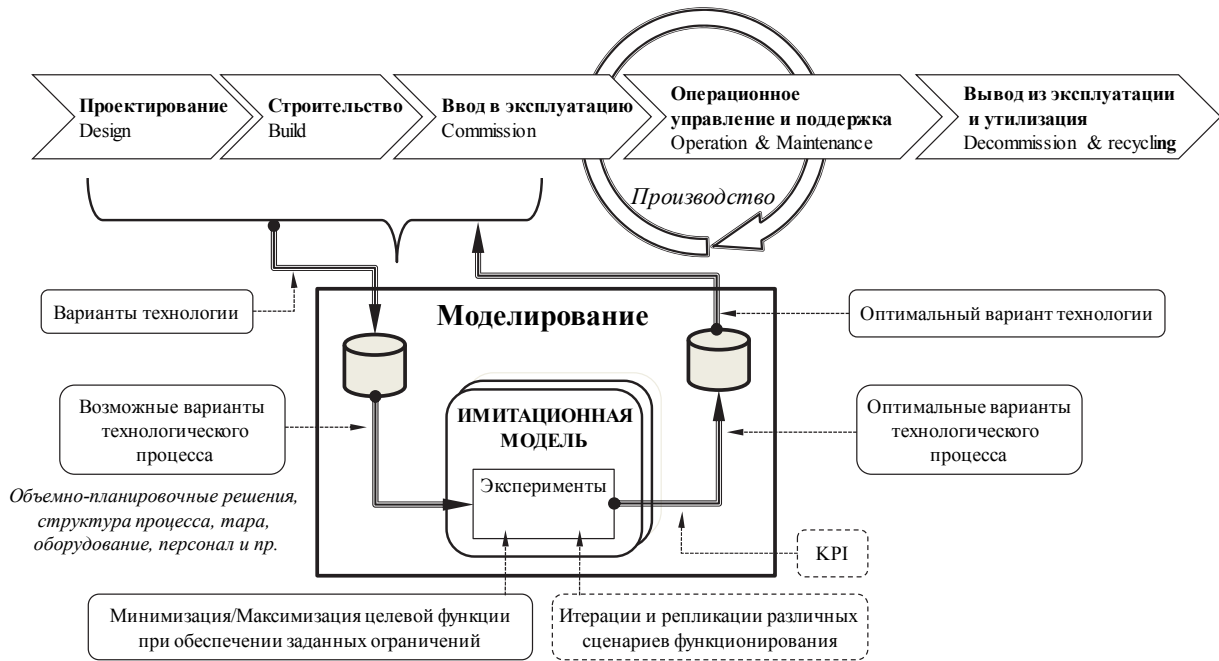 Проектирование
Design
Строительство
Build
Ввод в эксплуатацию
Commission
Операционное
управление и поддержка
Operation & Maintenance
Вывод из эксплуатации
и утилизация
Decommission & recycling
Производство
Варианты технологии
Моделирование
Оптимальный вариант технологии
Возможные варианты
технологического
процесса
ИМИТАЦИОННАЯ
МОДЕЛЬ
Эксперименты
Оптимальные варианты
технологического
процесса
Объемно-планировочные решения,
структура процесса, тара,
оборудование, персонал и пр.
KPI
Минимизация/Максимизация целевой функции
при обеспечении заданных ограничений
Итерации и репликации различных
сценариев функционирования